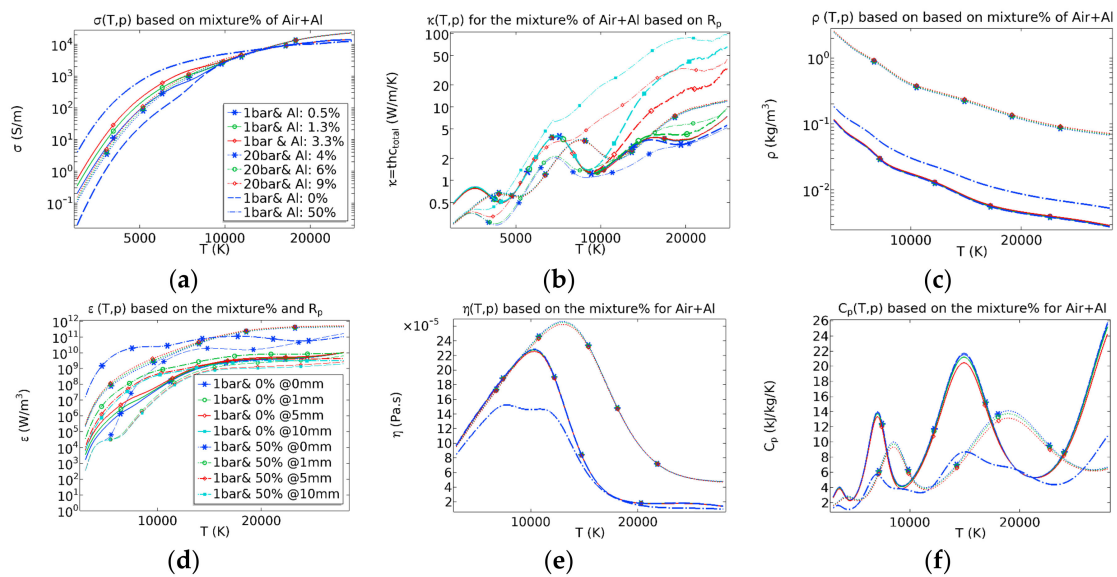 σ(T,p) based on mixture% of Air+Al
10⁴
10³
10²
10¹
10⁰
10⁻¹
σ (S/m)
1bar& Al: 0.5%
1bar& Al: 1.3%
1bar & Al: 3.3%
20bar& Al: 4%
20bar& Al: 6%
20bar& Al: 9%
1bar& Al: 0%
1bar& Al: 50%
5000 10000 15000 20000
T (K)
(a)
κ(T,p) for the mixture% of Air+Al based on Rₚ
100
50
20
10
5
2
1
0.5
κ=thc_total (W/m/K)
5000 10000 15000 20000
T (K)
(b)
ρ (T,p) based on based on mixture% of Air+Al
10⁰
10⁻¹
10⁻²
ρ (kg/m³)
10000 20000
T (K)
(c)
ε (T,p) based on the mixture% and Rₚ
10¹²
10¹¹
10¹⁰
10⁹
10⁸
10⁷
10⁶
10⁵
10⁴
10³
10²
10¹
10⁰
ε (W/m³)
1bar& 0% @0mm
1bar& 0% @1mm
1bar& 0% @5mm
1bar& 0% @10mm
1bar& 50% @0mm
1bar& 50% @1mm
1bar& 50% @5mm
1bar& 50% @10mm
10000 20000
T (K)
(d)
η(T,p) based on the mixture% for Air+Al
×10⁻⁵
24
22
20
18
16
14
12
10
8
6
4
2
η (Pa.s)
10000 20000
T (K)
(e)
Cₚ(T,p) based on the mixture% for Air+Al
26
24
22
20
18
16
14
12
10
8
6
4
2
Cₚ (kJ/kg/K)
10000 20000
T (K)
(f)